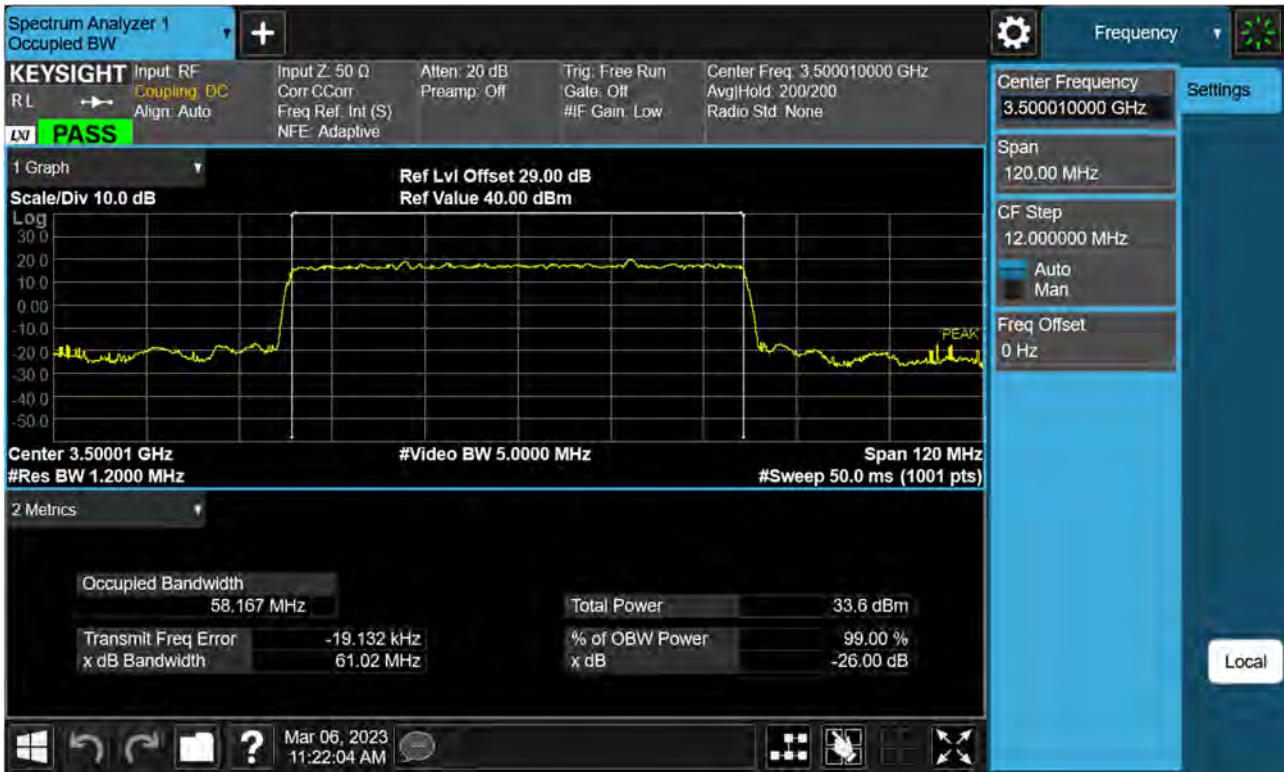 Spectrum Analyzer 1
Occupied BW
Frequency
KEYSIGHT
RL
LXI
PASS
Input: RF
Coupling: DC
Align: Auto
Input Z: 50 Ω
Corr CCorr
Freq Ref: Int (S)
NFE: Adaptive
Atten: 20 dB
Preamp: Off
Trig: Free Run
Gate: Off
#IF Gain: Low
Center Freq: 3.500010000 GHz
Avg|Hold: 200/200
Radio Std: None
Center Frequency
3.500010000 GHz
Settings
Span
120.00 MHz
CF Step
12.000000 MHz
Auto
Man
Freq Offset
0 Hz
Local
1 Graph
Scale/Div 10.0 dB
Ref Lvl Offset 29.00 dB
Ref Value 40.00 dBm
Log
30.0
20.0
10.0
0.00
-10.0
-20.0
-30.0
-40.0
-50.0
PEAK
Center 3.50001 GHz
#Video BW 5.0000 MHz
Span 120 MHz
#Res BW 1.2000 MHz
#Sweep 50.0 ms (1001 pts)
2 Metrics
Occupied Bandwidth
58.167 MHz
Total Power 33.6 dBm
Transmit Freq Error -19.132 kHz
% of OBW Power 99.00 %
x dB Bandwidth 61.02 MHz
x dB -26.00 dB
?
Mar 06, 2023
11:22:04 AM